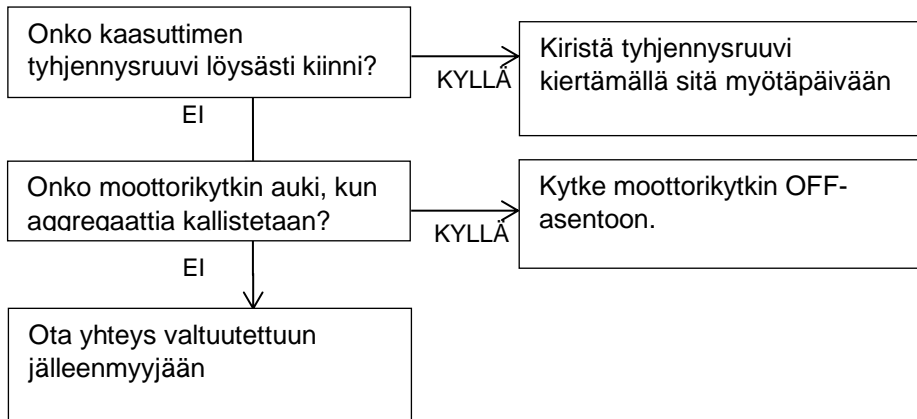 Onko kaasuttimen
tyhjennysruuvi löysästi kiinni?
KYLLÄ
Kiristä tyhjennysruuvi
kiertämällä sitä myötäpäivään
EI
Onko moottorikytkin auki, kun
aggregaattia kallistetaan?
KYLLÄ
Kytke moottorikytkin OFF-
asentoon.
EI
Ota yhteys valtuutettuun
jälleenmyyjään